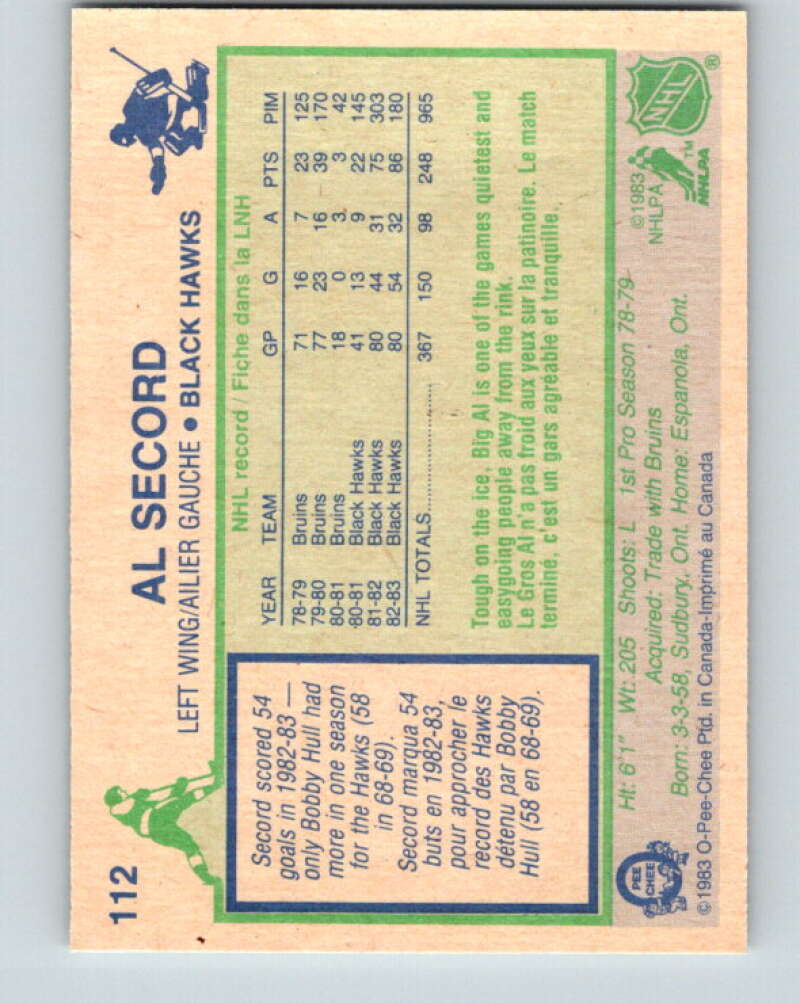 112
AL SECORD
LEFT WING/AILIER GAUCHE • BLACK HAWKS
Second scored 54
goals in 1982-83 —
only Bobby Hull had
more in one season
for the Hawks (58
in 68-69).
Secord marqua 54
buts en 1982-83,
pour approcher le
record des Hawks
détenu par Bobby
Hull (58 en 68-69).
NHL record / Fiche dans la LNH
YEAR TEAM GP G A PTS PIM
78-79 Bruins 71 16 7 23 125
79-80 Bruins 77 23 16 39 170
80-81 Bruins 18 0 3 3 42
80-81 Black Hawks 41 13 9 22 145
81-82 Black Hawks 80 44 31 75 303
82-83 Black Hawks 80 54 32 86 180
NHL TOTALS 367 150 98 248 965
Tough on the ice, Big Al is one of the games quietest and
easygoing people away from the rink.
Le Gros Al n'a pas froid aux yeux sur la patinoire. Le match
terminé, c'est un gars agréable et tranquille.
Ht: 6'1" Wt: 205 Shoots: L 1st Pro Season 78-79
Acquired: Trade with Bruins
Born: 3-3-58, Sudbury, Ont. Home: Espanola, Ont.
©1983 O-Pee-Chee Ptd. in Canada-Imprimé au Canada
PEE
CHEE
©1983
NHLPA
NHLPA
TM
NHL
®